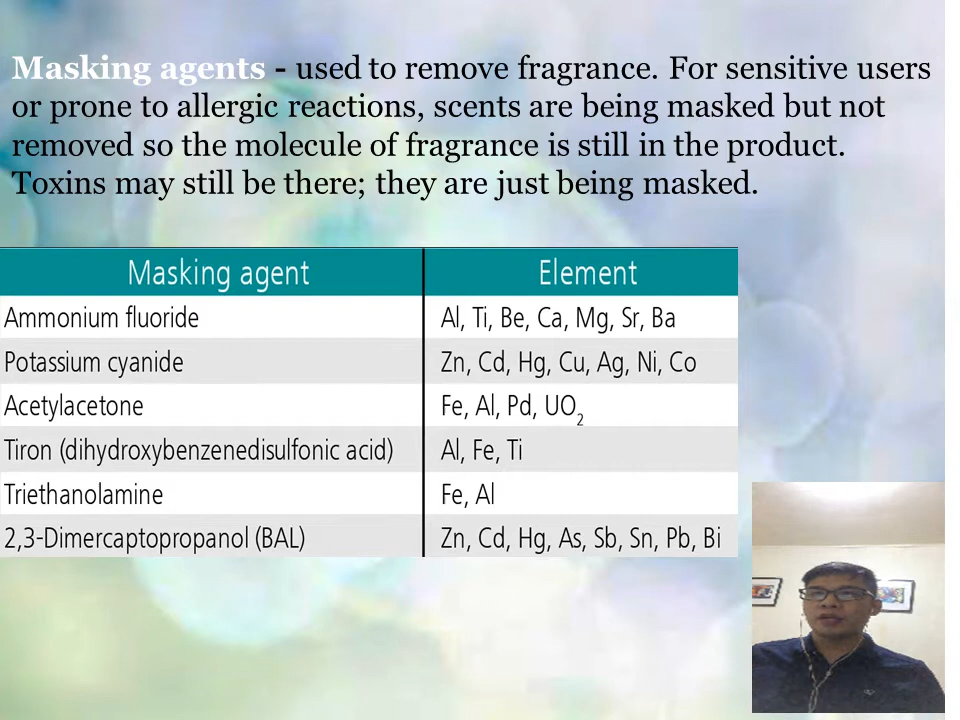 Masking agents - used to remove fragrance. For sensitive users
or prone to allergic reactions, scents are being masked but not
removed so the molecule of fragrance is still in the product.
Toxins may still be there; they are just being masked.
Masking agent Element
Ammonium fluoride Al, Ti, Be, Ca, Mg, Sr, Ba
Potassium cyanide Zn, Cd, Hg, Cu, Ag, Ni, Co
Acetylacetone Fe, Al, Pd, UO₂
Tiron (dihydroxybenzenedisulfonic acid) Al, Fe, Ti
Triethanolamine Fe, Al
2,3-Dimercaptopropanol (BAL) Zn, Cd, Hg, As, Sb, Sn, Pb, Bi